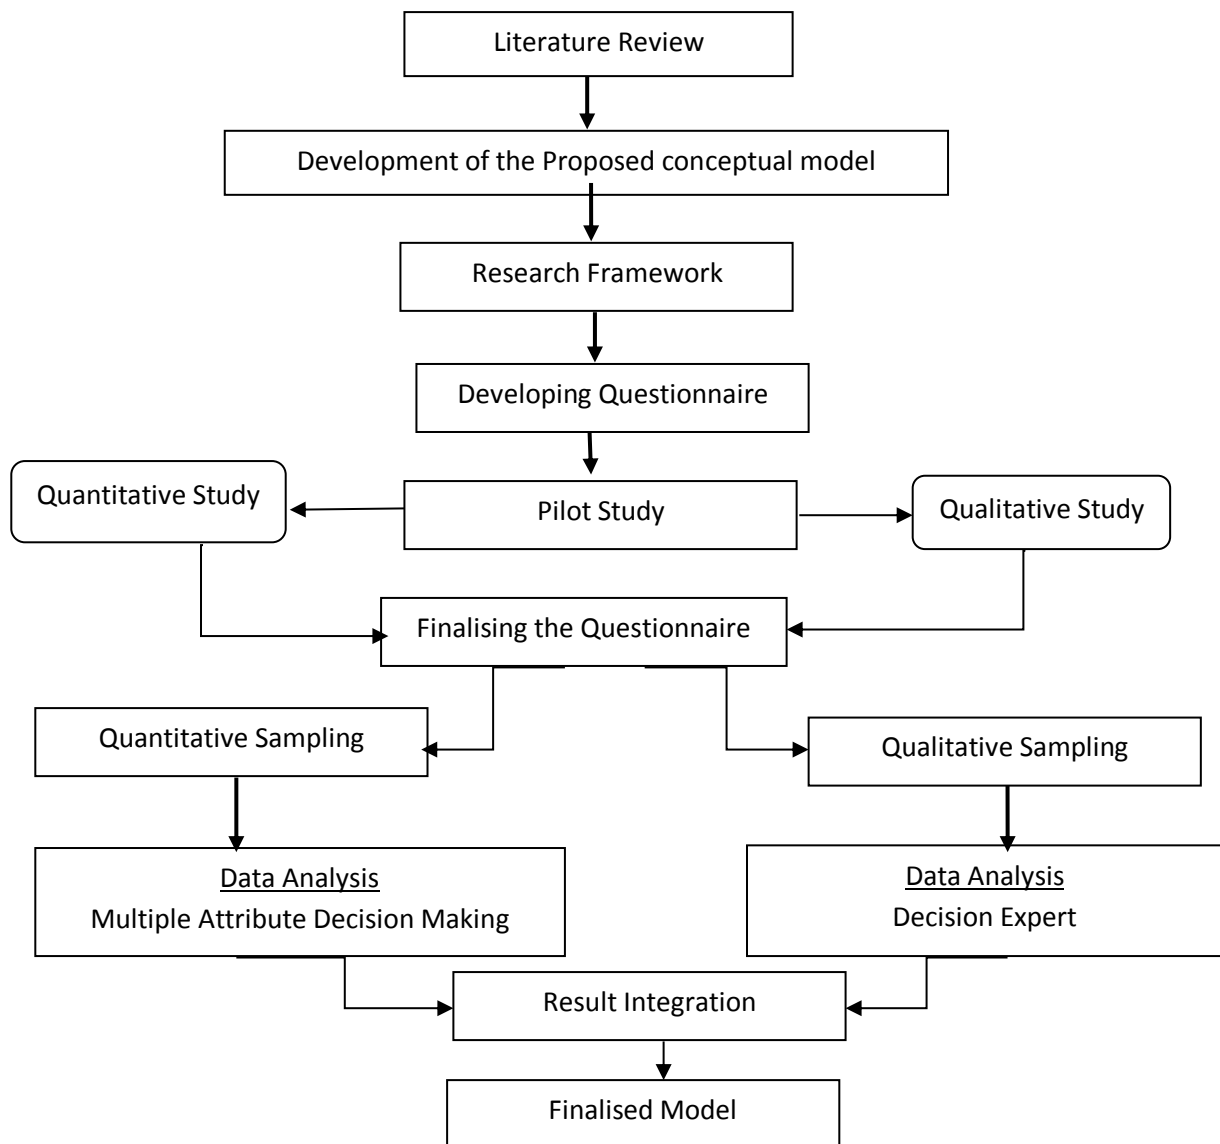 Literature Review
Development of the Proposed conceptual model
Research Framework
Developing Questionnaire
Quantitative Study
Pilot Study
Qualitative Study
Finalising the Questionnaire
Quantitative Sampling
Qualitative Sampling
Data Analysis
Multiple Attribute Decision Making
Data Analysis
Decision Expert
Result Integration
Finalised Model